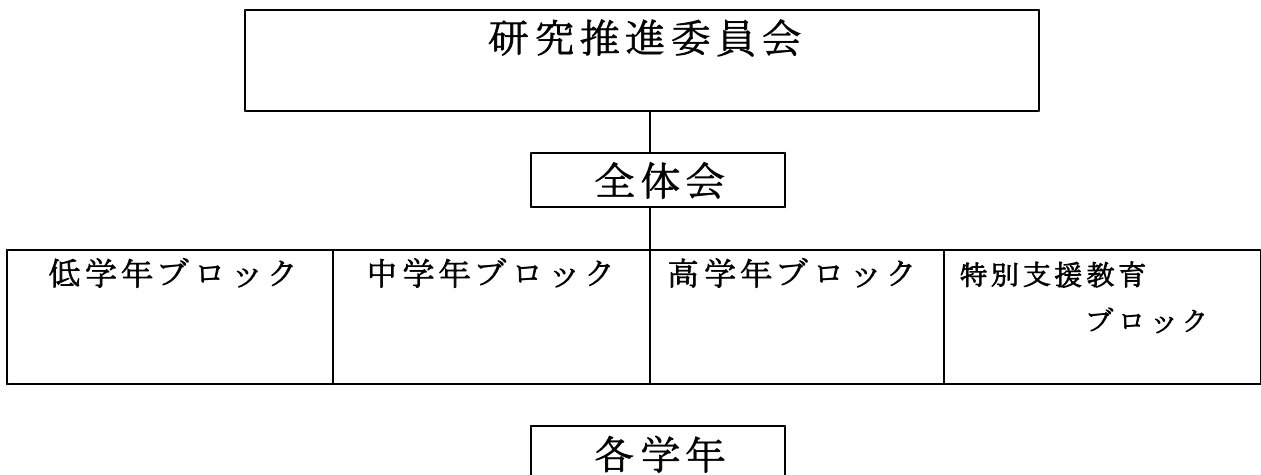 研究推進委員会
全体会
低学年ブロック
中学年ブロック
高学年ブロック
特別支援教育
ブロック
各学年